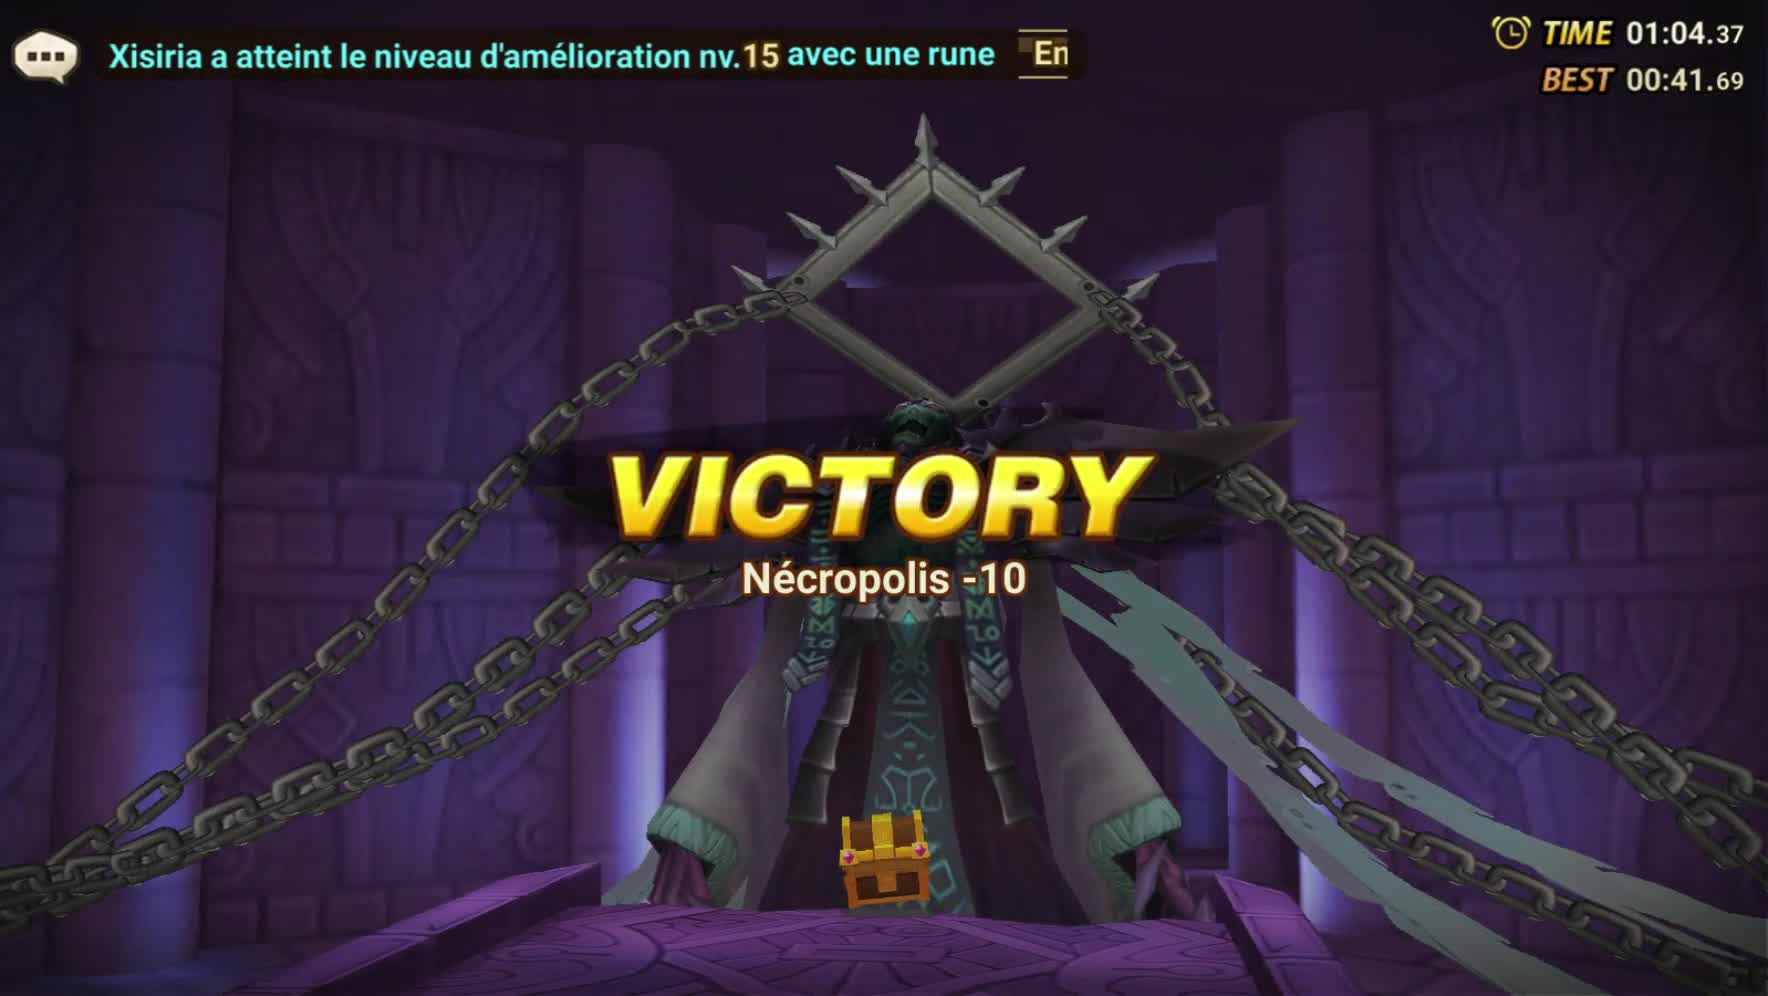 Xisiria a atteint le niveau d'amélioration nv.15 avec une rune En
TIME 01:04.37
BEST 00:41.69
VICTORY
Nécropolis -10